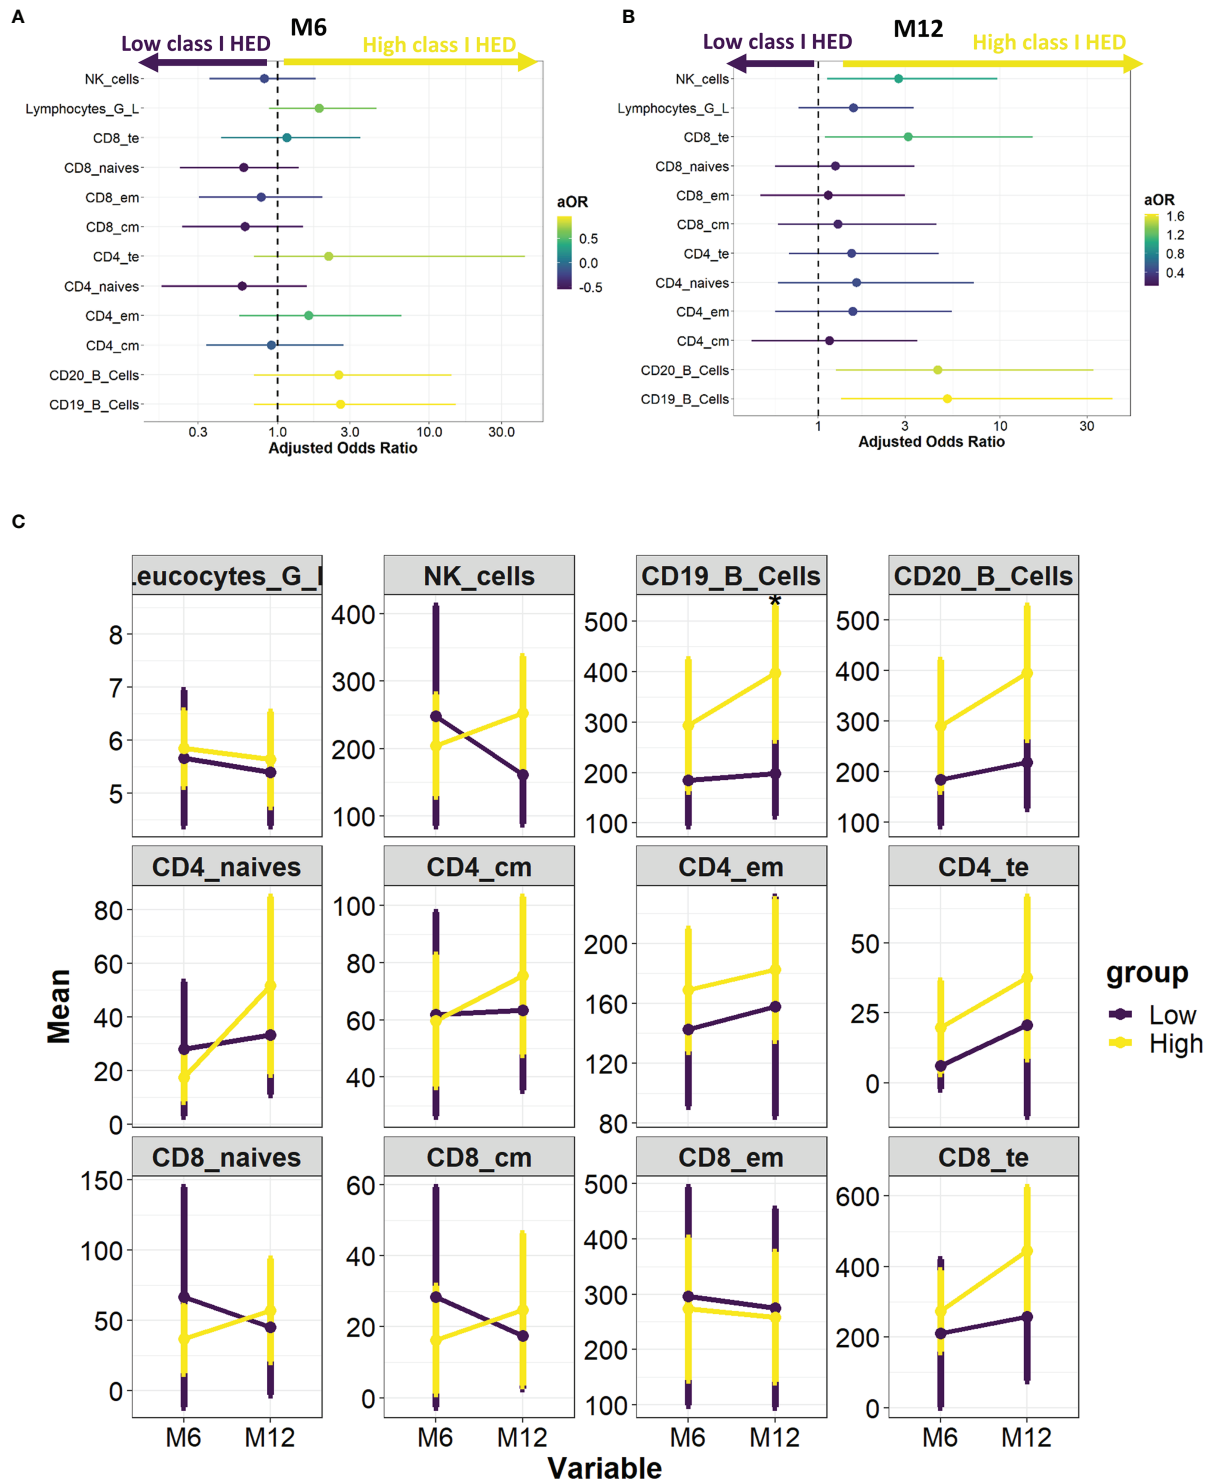 A
M6
Low class I HED
High class I HED
NK_cells
Lymphocytes_G_L
CD8_te
CD8_naives
CD8_em
CD8_cm
CD4_te
CD4_naives
CD4_em
CD4_cm
CD20_B_Cells
CD19_B_Cells
0.3 1.0 3.0 10.0 30.0
Adjusted Odds Ratio
aOR
0.5
0.0
-0.5
B
M12
Low class I HED
High class I HED
NK_cells
Lymphocytes_G_L
CD8_te
CD8_naives
CD8_em
CD8_cm
CD4_te
CD4_naives
CD4_em
CD4_cm
CD20_B_Cells
CD19_B_Cells
1 3 10 30
Adjusted Odds Ratio
aOR
1.6
1.2
0.8
0.4
C
Mean
eucocytes_G_ NK_cells CD19_B_Cells CD20_B_Cells
8
7
6
5
400
300
200
100
*
500
400
300
200
100
500
400
300
200
100
CD4_naives CD4_cm CD4_em CD4_te
80
60
40
20
0
100
80
60
40
200
160
120
80
50
25
0
CD8_naives CD8_cm CD8_em CD8_te
150
100
50
0
60
40
20
0
500
400
300
200
100
600
400
200
0
M6 M12 M6 M12 M6 M12 M6 M12
Variable
group
Low
High